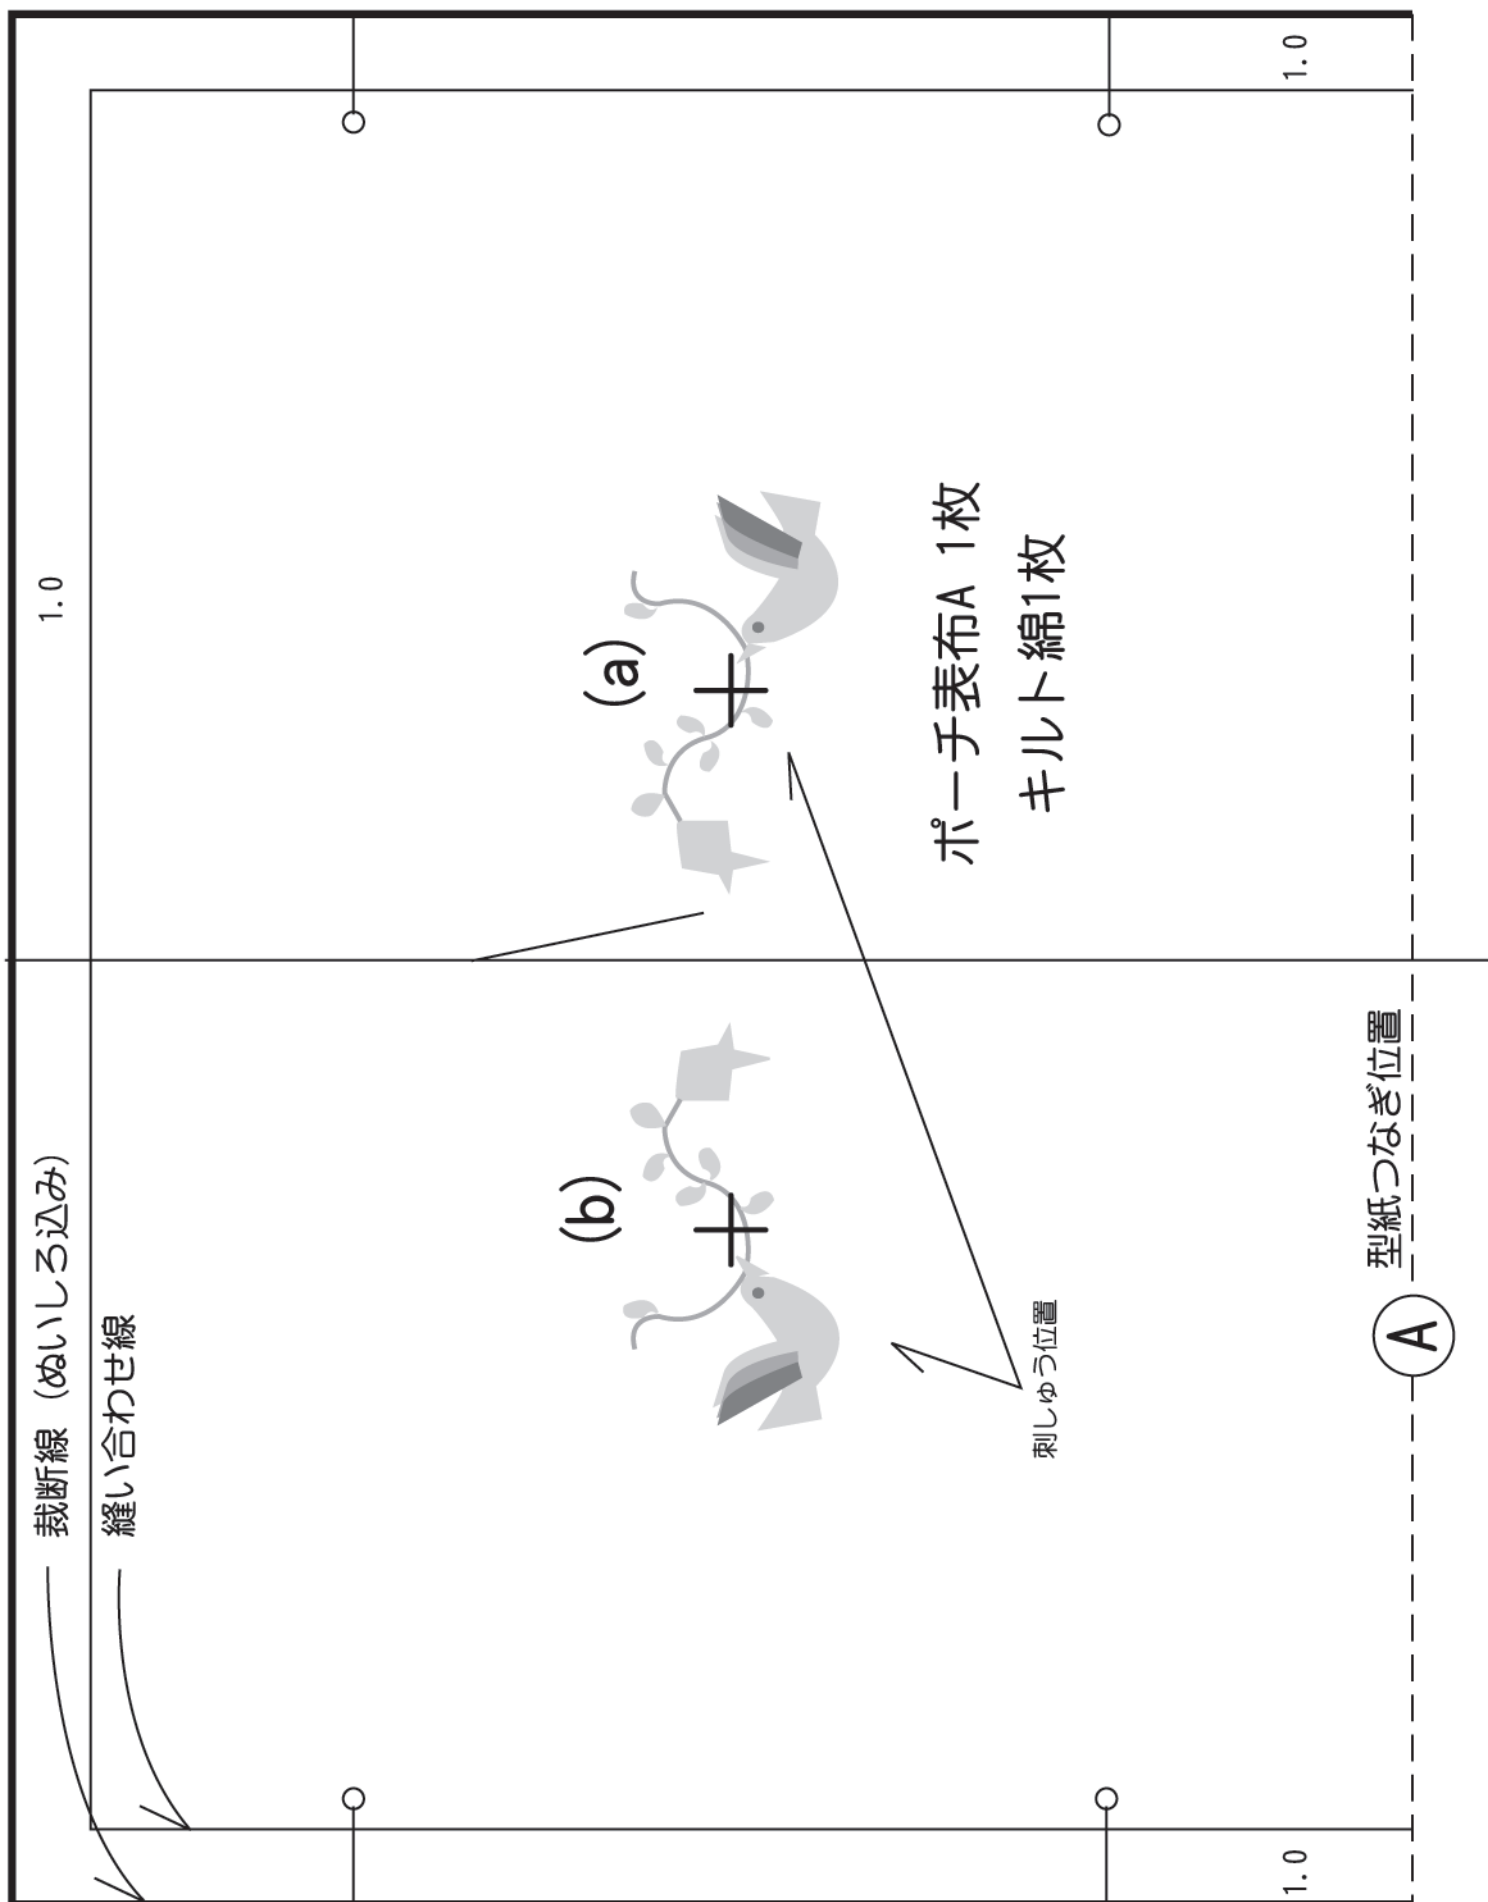 裁断線（ぬいしろ込み）
縫い合わせ線
1.0
(a)
(b)
ポーチ表布A 1枚
キルト綿1枚
刺しゅう位置
1.0
1.0
A 型紙つなぎ位置